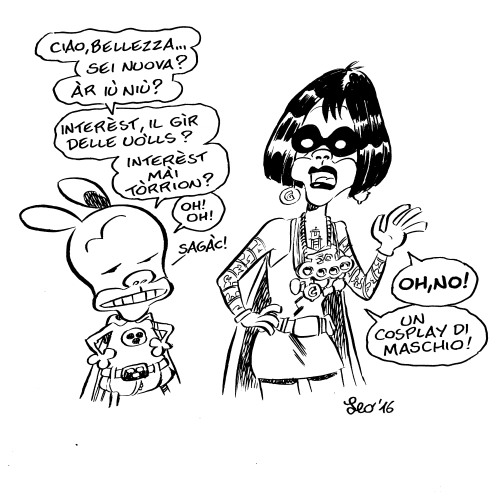 CIAO, BELLEZZA...
SEI NUOVA?
ÀR IÙ NIÙ?
INTERÈST, IL GÌR
DELLE UÒLLS?
INTERÈST
MÀI
TÒRRION?
OH!
OH!
SAGÀC!
OH, NO!
UN
COSPLAY DI
MASCHIO!
Leo '16